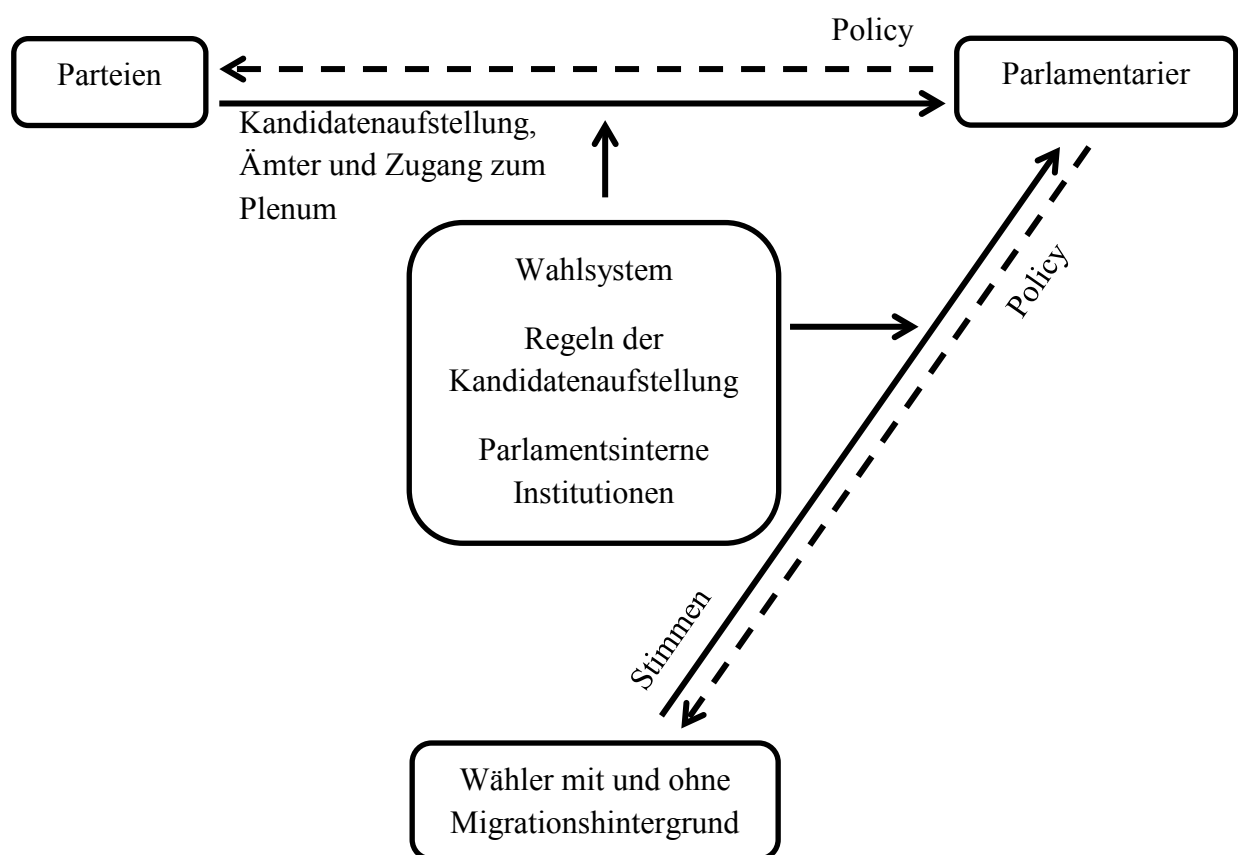 Policy
Parteien
Parlamentarier
Kandidatenaufstellung,
Ämter und Zugang zum
Plenum
Wahlsystem
Regeln der
Kandidatenaufstellung
Parlamentsinterne
Institutionen
Policy
Stimmen
Wähler mit und ohne
Migrationshintergrund